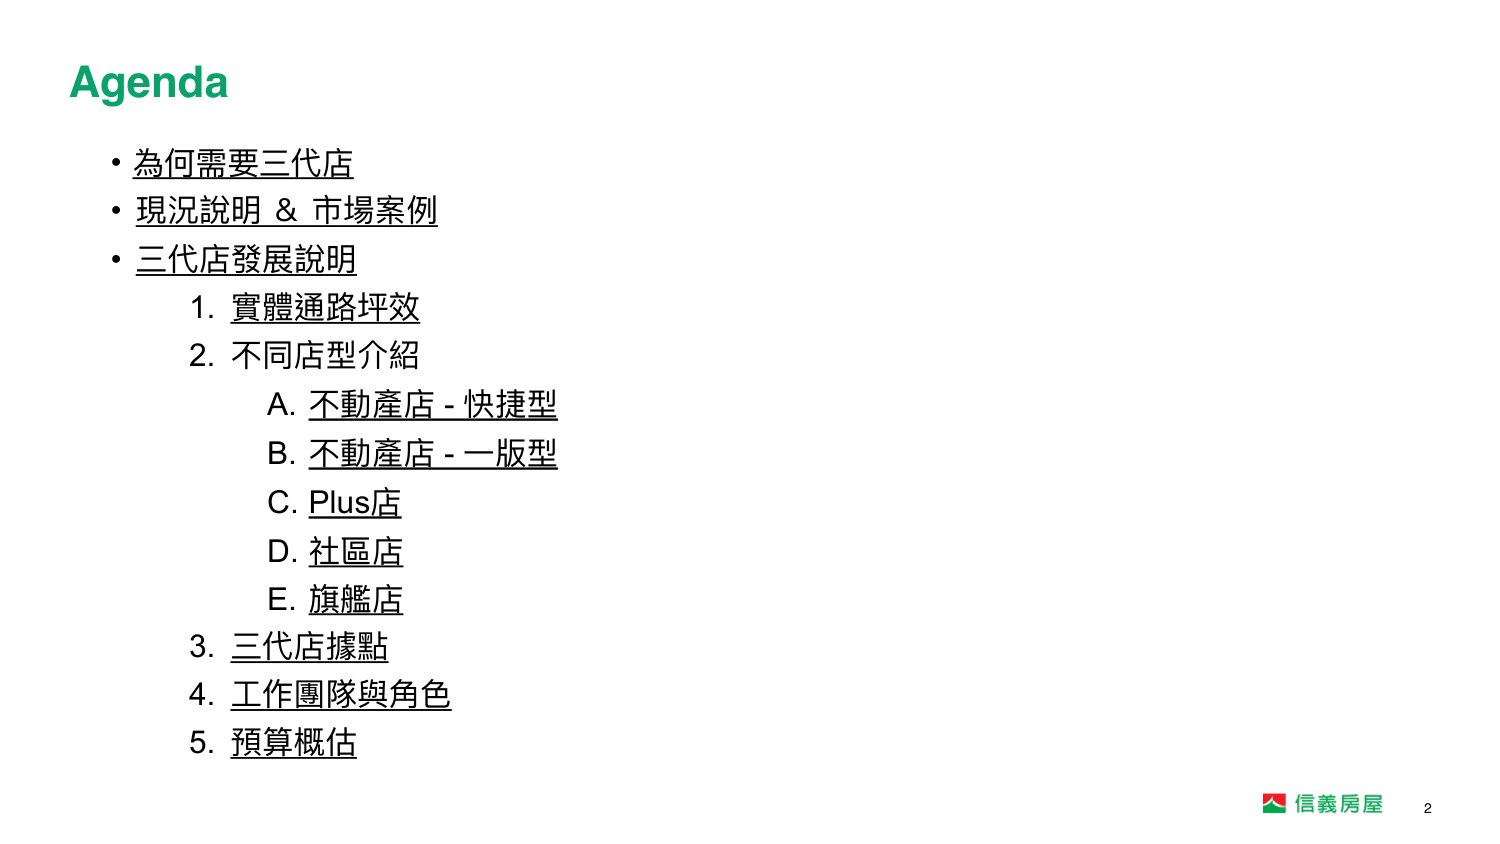 Agenda
• 為何需要三代店
• 現況說明 ＆ 市場案例
• 三代店發展說明
1. 實體通路坪效
2. 不同店型介紹
A. 不動產店 - 快捷型
B. 不動產店 - 一版型
C. Plus店
D. 社區店
E. 旗艦店
3. 三代店據點
4. 工作團隊與角色
5. 預算概估
信義房屋
2